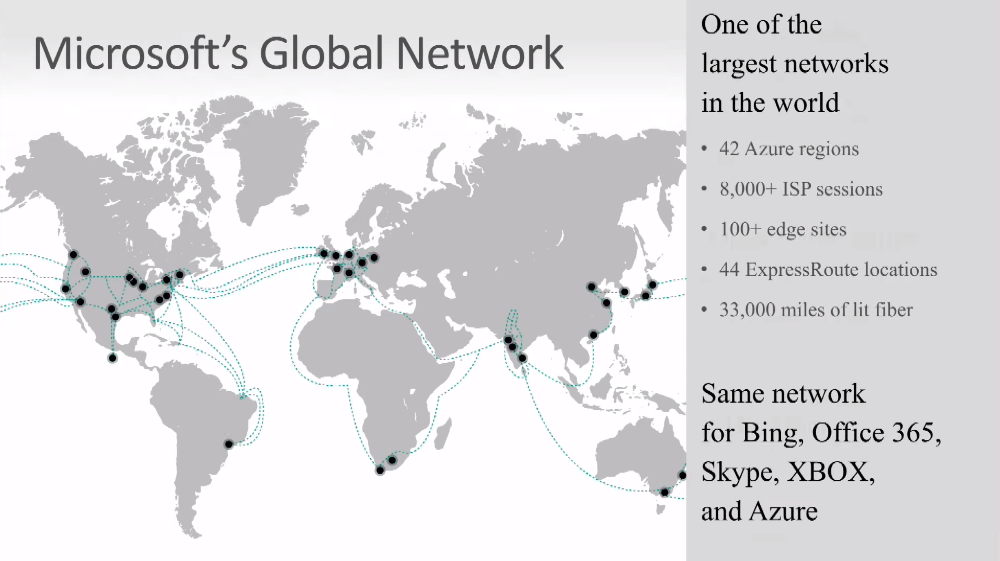 Microsoft’s Global Network
One of the
largest networks
in the world
• 42 Azure regions
• 8,000+ ISP sessions
• 100+ edge sites
• 44 ExpressRoute locations
• 33,000 miles of lit fiber
Same network
for Bing, Office 365,
Skype, XBOX,
and Azure